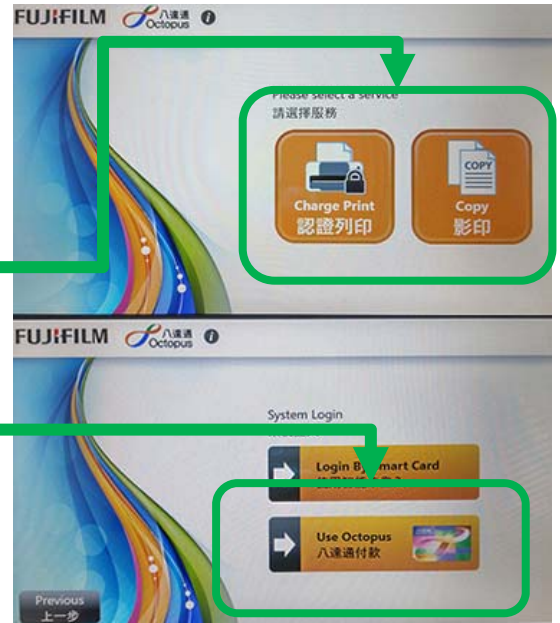 FUJIFILM 八達通 Octopus i
Please select a service
請選擇服務
COPY
Charge Print Copy
認證列印 影印
FUJIFILM 八達通 Octopus i
System Login
Login By Smart Card
Use Octopus
八達通付款
Previous
上一步